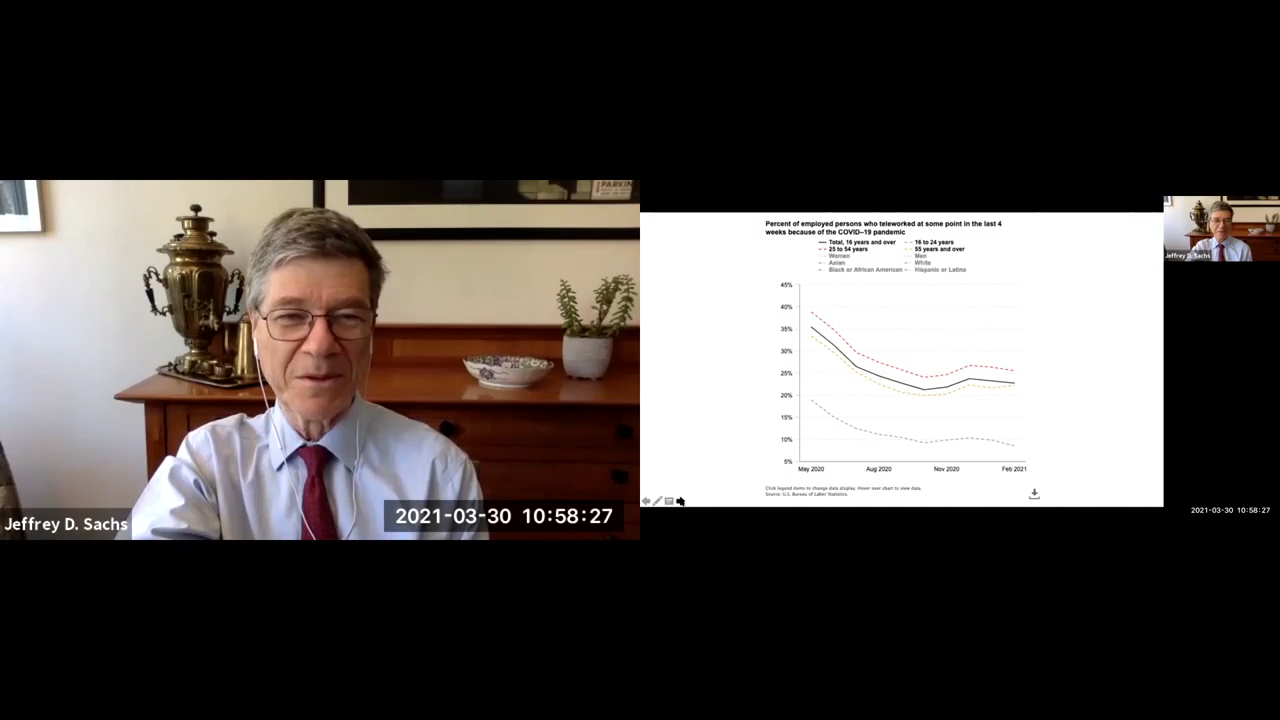 PARKIN
Jeffrey D. Sachs
2021-03-30 10:58:27
Percent of employed persons who teleworked at some point in the last 4
weeks because of the COVID–19 pandemic
Total, 16 years and over
16 to 24 years
25 to 54 years
55 years and over
Women
Men
Asian
White
Black or African American
Hispanic or Latino
45%
40%
35%
30%
25%
20%
15%
10%
5%
May 2020
Aug 2020
Nov 2020
Feb 2021
Click legend items to change data display. Hover over chart to view data.
Source: U.S. Bureau of Labor Statistics.
Jeffrey D. Sachs
2021-03-30 10:58:27